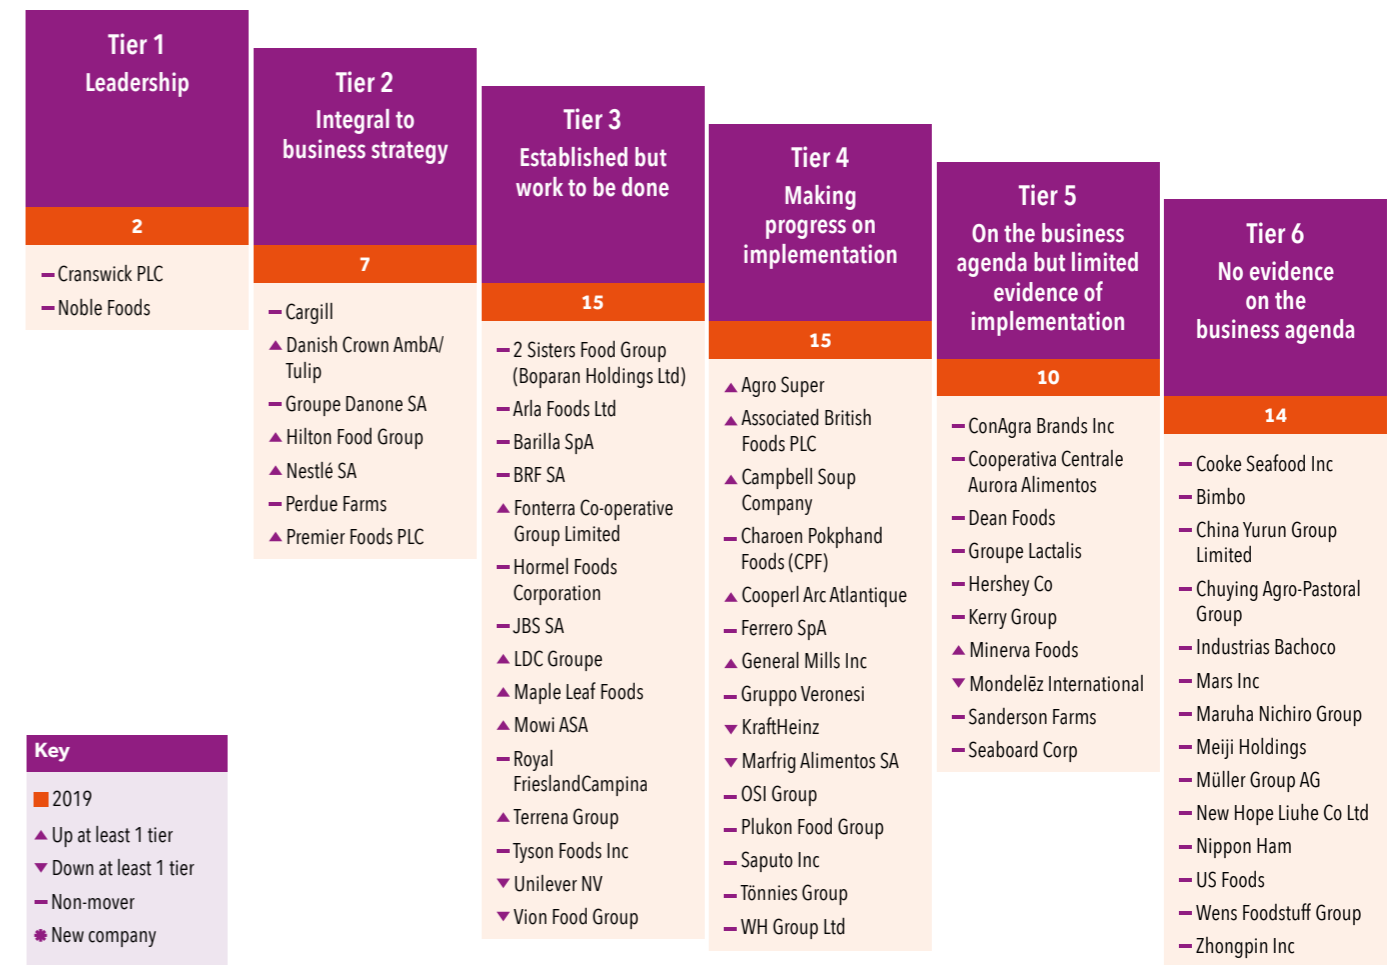 Tier 1
Leadership
2
Cranswick PLC
Noble Foods
Tier 2
Integral to
business strategy
7
Cargill
Danish Crown AmbA/
Tulip
Groupe Danone SA
Hilton Food Group
Nestlé SA
Perdue Farms
Premier Foods PLC
Tier 3
Established but
work to be done
15
2 Sisters Food Group
(Boparan Holdings Ltd)
Arla Foods Ltd
Barilla SpA
BRF SA
Fonterra Co-operative
Group Limited
Hormel Foods
Corporation
JBS SA
LDC Groupe
Maple Leaf Foods
Mowi ASA
Royal
FrieslandCampina
Terrena Group
Tyson Foods Inc
Unilever NV
Vion Food Group
Tier 4
Making
progress on
implementation
15
Agro Super
Associated British
Foods PLC
Campbell Soup
Company
Charoen Pokphand
Foods (CPF)
Cooperl Arc Atlantique
Ferrero SpA
General Mills Inc
Gruppo Veronesi
KraftHeinz
Marfrig Alimentos SA
OSI Group
Plukon Food Group
Saputo Inc
Tönnies Group
WH Group Ltd
Tier 5
On the business
agenda but limited
evidence of
implementation
10
ConAgra Brands Inc
Cooperativa Centrale
Aurora Alimentos
Dean Foods
Groupe Lactalis
Hershey Co
Kerry Group
Minerva Foods
Mondelēz International
Sanderson Farms
Seaboard Corp
Tier 6
No evidence
on the
business agenda
14
Cooke Seafood Inc
Bimbo
China Yurun Group
Limited
Chuying Agro-Pastoral
Group
Industrias Bachoco
Mars Inc
Maruha Nichiro Group
Meiji Holdings
Müller Group AG
New Hope Liuhe Co Ltd
Nippon Ham
US Foods
Wens Foodstuff Group
Zhongpin Inc
Key
2019
Up at least 1 tier
Down at least 1 tier
Non-mover
New company